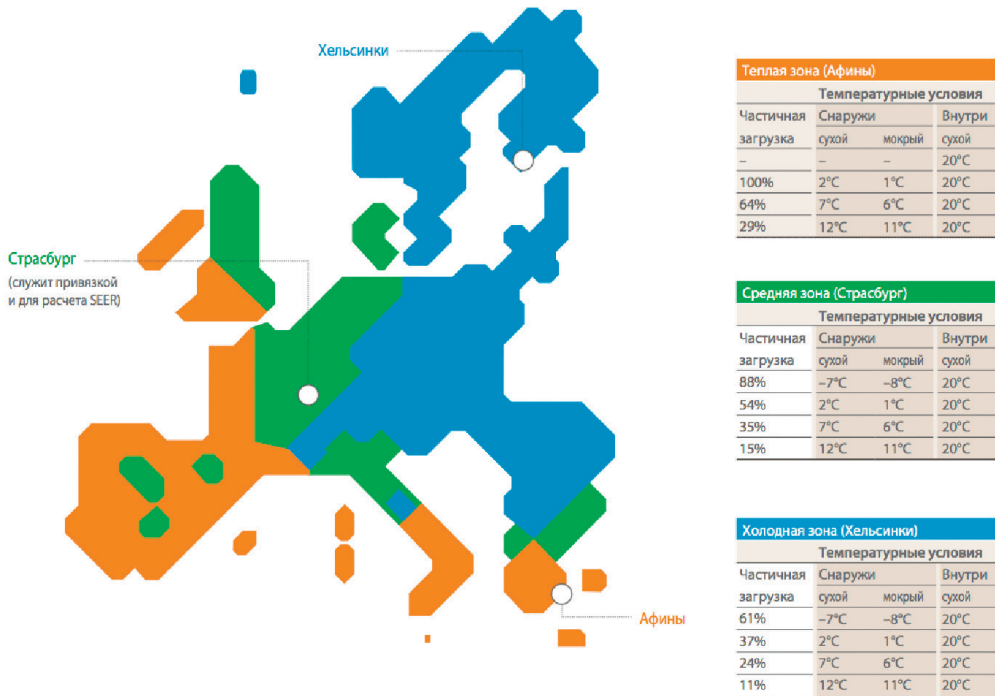 Хельсинки
Страсбург
(служит привязкой
и для расчета SEER)
Афины
Теплая зона (Афины)
Температурные условия
Частичная Снаружи Внутри
загрузка сухой мокрый сухой
– – – 20°C
100% 2°C 1°C 20°C
64% 7°C 6°C 20°C
29% 12°C 11°C 20°C
Средняя зона (Страсбург)
Температурные условия
Частичная Снаружи Внутри
загрузка сухой мокрый сухой
88% –7°C –8°C 20°C
54% 2°C 1°C 20°C
35% 7°C 6°C 20°C
15% 12°C 11°C 20°C
Холодная зона (Хельсинки)
Температурные условия
Частичная Снаружи Внутри
загрузка сухой мокрый сухой
61% –7°C –8°C 20°C
37% 2°C 1°C 20°C
24% 7°C 6°C 20°C
11% 12°C 11°C 20°C